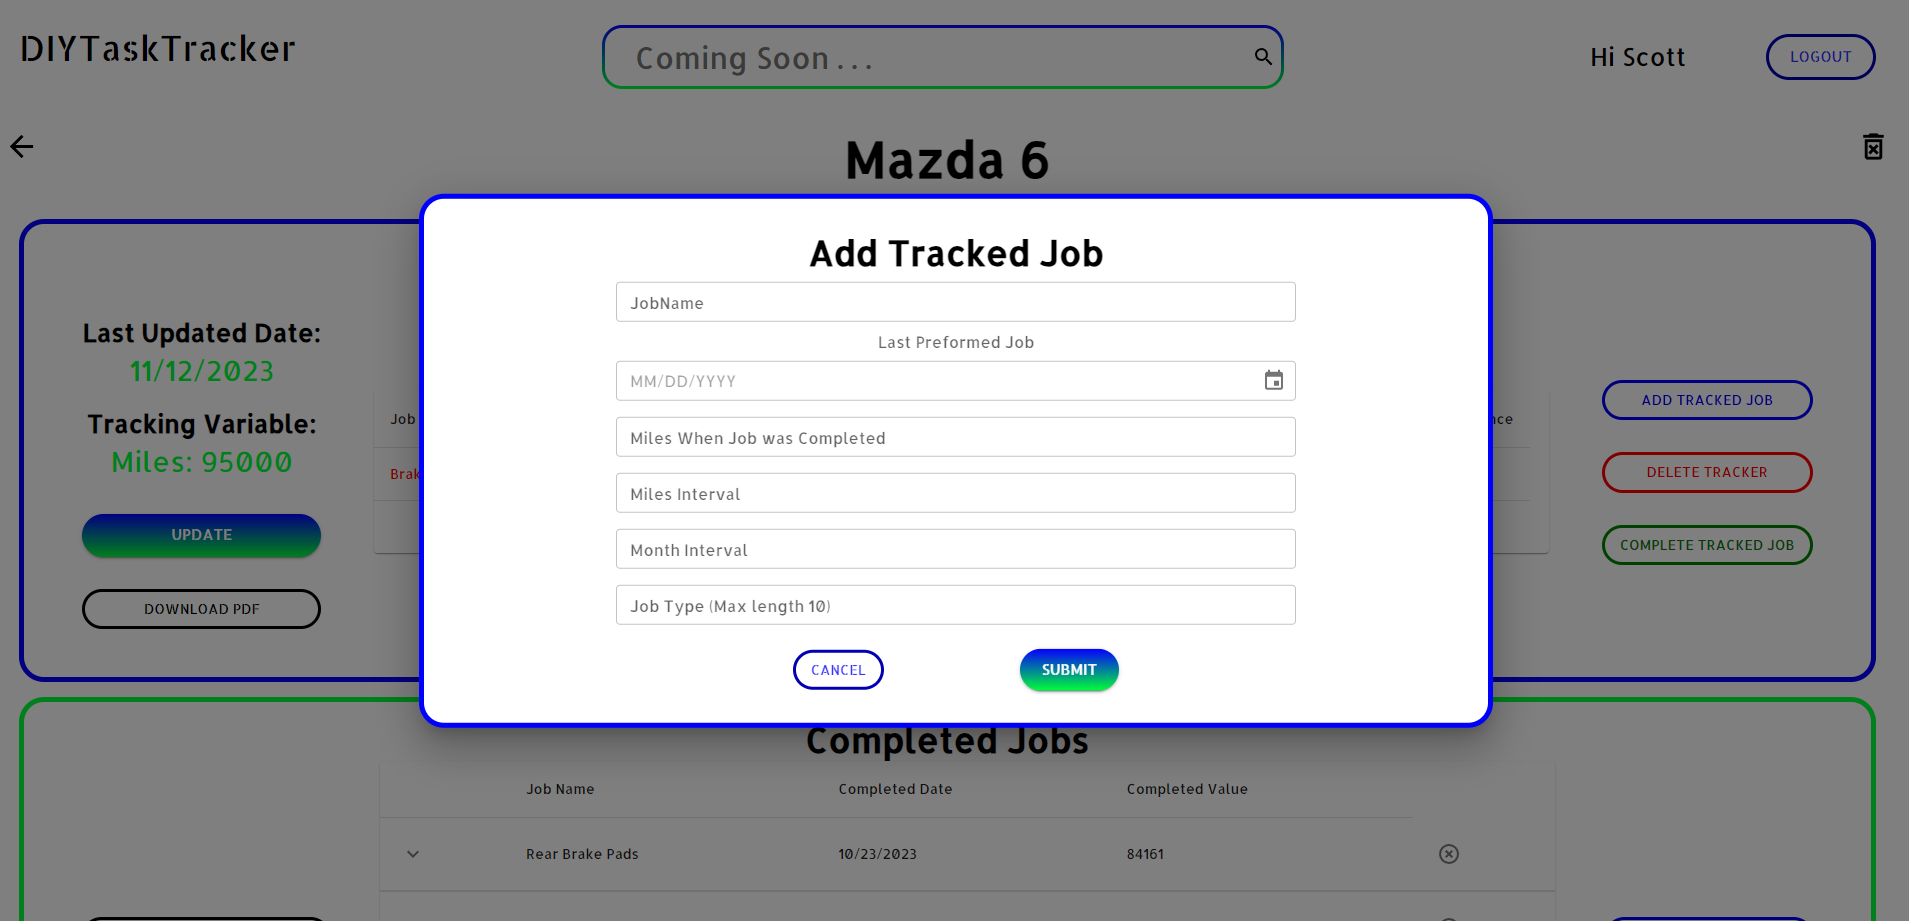 DIYTaskTracker
Coming Soon . . .
Hi Scott
LOGOUT
Mazda 6
Last Updated Date:
11/12/2023
Tracking Variable:
Miles: 95000
UPDATE
DOWNLOAD PDF
Job
Add Tracked Job
JobName
Last Preformed Job
MM/DD/YYYY
Miles When Job was Completed
Miles Interval
Month Interval
Job Type (Max length 10)
CANCEL
SUBMIT
ADD TRACKED JOB
DELETE TRACKER
COMPLETE TRACKED JOB
Completed Jobs
Job Name
Completed Date
Completed Value
Rear Brake Pads
10/23/2023
84161